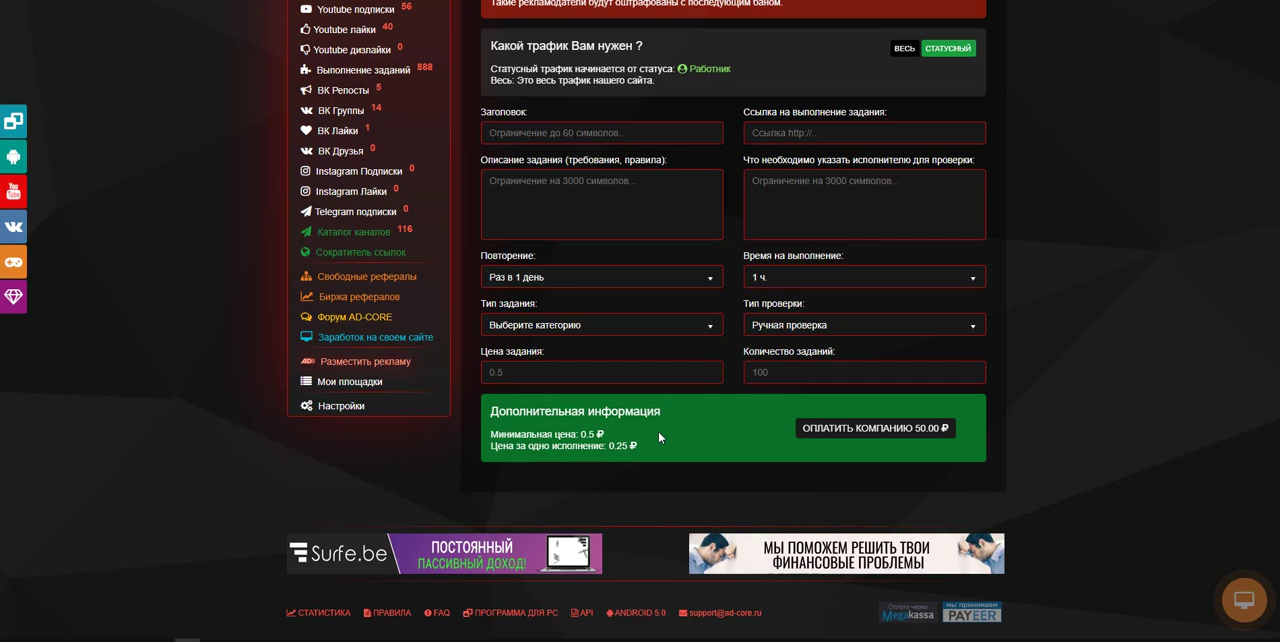 Youtube подписки 56
Youtube лайки 40
Youtube дизлайки 0
Выполнение заданий 888
ВК Репосты 5
ВК Группы 14
ВК Лайки 1
ВК Друзья 0
Instagram Подписки 0
Instagram Лайки 0
Telegram подписки 0
Каталог каналов 116
Сократитель ссылок
Свободные рефералы
Биржа рефералов
Форум AD-CORE
Заработок на своем сайте
Разместить рекламу
Мои площадки
Настройки
Такие рекламодатели будут оштрафованы с последующим баном.
Какой трафик Вам нужен ?
ВЕСЬ СТАТУСНЫЙ
Статусный трафик начинается от статуса: Работник
Весь: Это весь трафик нашего сайта.
Заголовок:
Ограничение до 60 символов..
Ссылка на выполнение задания:
Ссылка http://..
Описание задания (требования, правила):
Ограничение на 3000 символов...
Что необходимо указать исполнителю для проверки:
Ограничение на 3000 символов...
Повторение:
Раз в 1 день
Время на выполнение:
1 ч.
Тип задания:
Выберите категорию
Тип проверки:
Ручная проверка
Цена задания:
0.5
Количество заданий:
100
Дополнительная информация
Минимальная цена: 0.5 ₽
Цена за одно исполнение: 0.25 ₽
ОПЛАТИТЬ КОМПАНИЮ 50.00 ₽
Surfe.be
ПОСТОЯННЫЙ
ПАССИВНЫЙ ДОХОД!
МЫ ПОМОЖЕМ РЕШИТЬ ТВОИ
ФИНАНСОВЫЕ ПРОБЛЕМЫ
СТАТИСТИКА ПРАВИЛА FAQ ПРОГРАММА ДЛЯ PC API ANDROID 5.0 support@ad-core.ru
Оплата через
Megakassa
мы принимаем
PAYEER